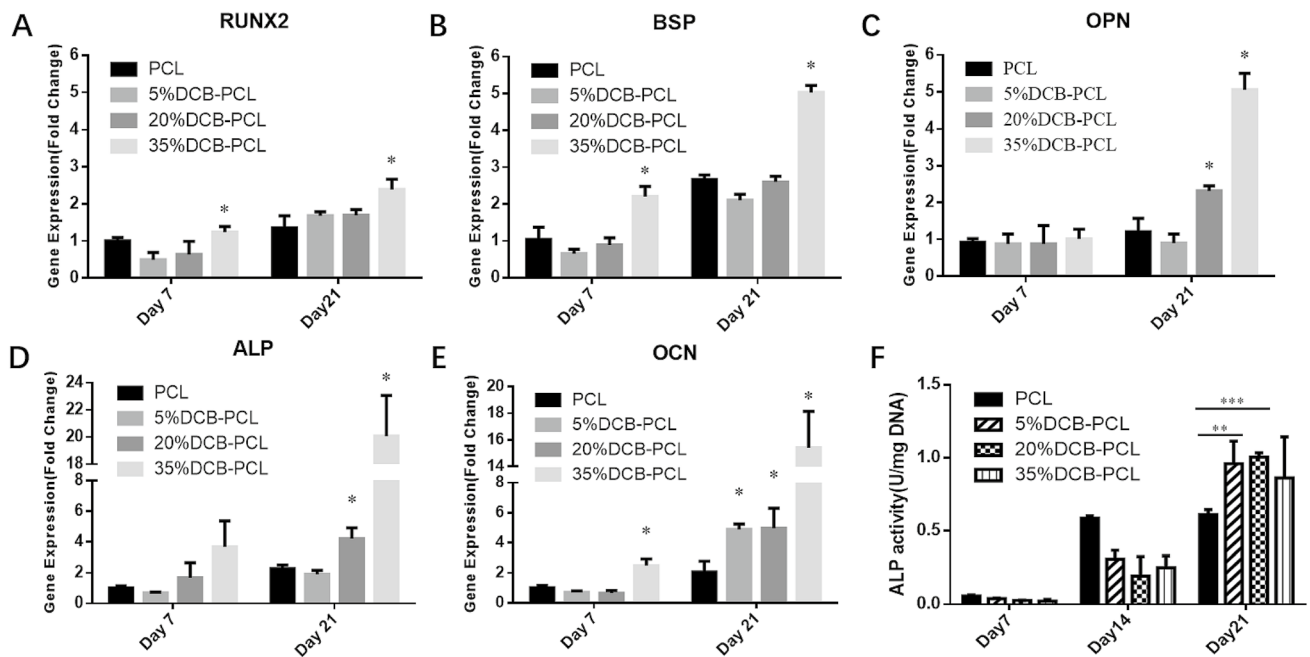 A
RUNX2
Gene Expression(Fold Change)
6
5
4
3
2
1
0
PCL
5%DCB-PCL
20%DCB-PCL
35%DCB-PCL
*
*
Day 7
Day21
B
BSP
Gene Expression(Fold Change)
6
5
4
3
2
1
0
PCL
5%DCB-PCL
20%DCB-PCL
35%DCB-PCL
*
*
Day 7
Day 21
C
OPN
Gene Expression(Fold Change)
6
5
4
3
2
1
0
PCL
5%DCB-PCL
20%DCB-PCL
35%DCB-PCL
*
*
Day 7
Day 21
D
ALP
Gene Expression(Fold Change)
24
22
20
18
8
6
4
2
0
PCL
5%DCB-PCL
20%DCB-PCL
35%DCB-PCL
*
*
Day 7
Day 21
E
OCN
Gene Expression(Fold Change)
20
18
16
14
8
6
4
2
0
PCL
5%DCB-PCL
20%DCB-PCL
35%DCB-PCL
*
*
*
*
Day 7
Day 21
F
ALP activity(U/mg DNA)
1.5
1.0
0.5
0.0
PCL
5%DCB-PCL
20%DCB-PCL
35%DCB-PCL
***
**
Day7
Day14
Day21